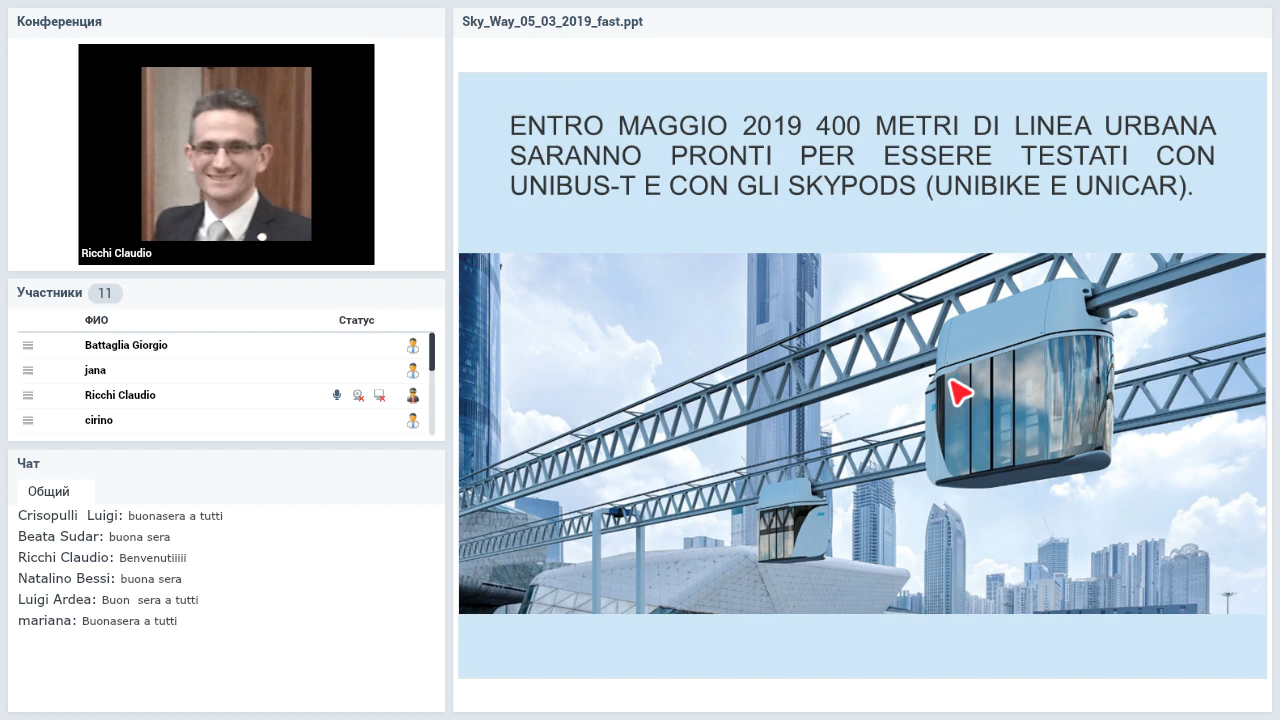 Конференция
Ricchi Claudio
Участники 11
ФИО Статус
Battaglia Giorgio
jana
Ricchi Claudio
cirino
Чат
Общий
Crisopulli Luigi: buonasera a tutti
Beata Sudar: buona sera
Ricchi Claudio: Benvenutiiiii
Natalino Bessi: buona sera
Luigi Ardea: Buon sera a tutti
mariana: Buonasera a tutti
Sky_Way_05_03_2019_fast.ppt
ENTRO MAGGIO 2019 400 METRI DI LINEA URBANA
SARANNO PRONTI PER ESSERE TESTATI CON
UNIBUS-T E CON GLI SKYPODS (UNIBIKE E UNICAR).